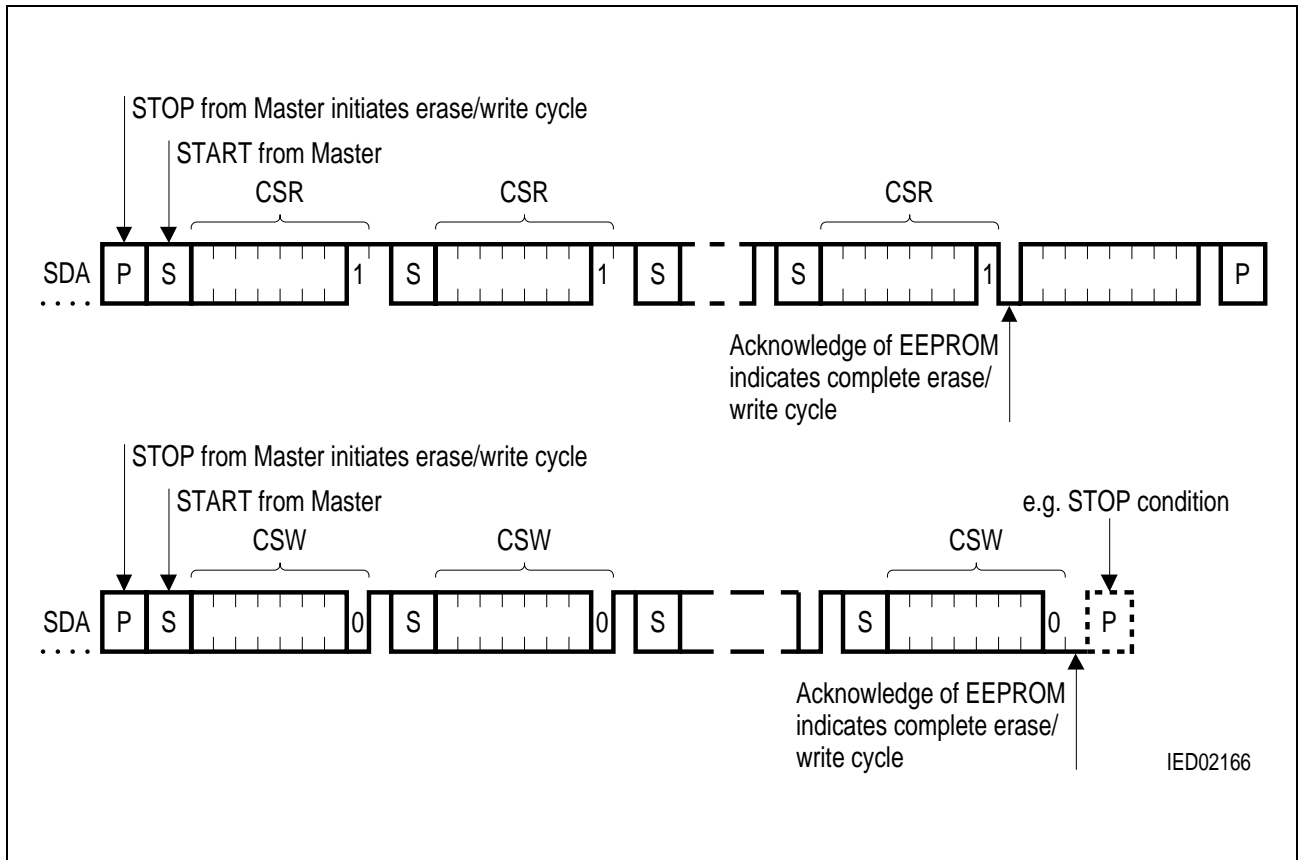 STOP from Master initiates erase/write cycle
START from Master
CSR CSR CSR
SDA P S 1 S 1 S S 1 P
. . . .
Acknowledge of EEPROM
indicates complete erase/
write cycle
STOP from Master initiates erase/write cycle
START from Master e.g. STOP condition
CSW CSW CSW
SDA P S 0 S 0 S S 0 P
. . . .
Acknowledge of EEPROM
indicates complete erase/
write cycle
IED02166